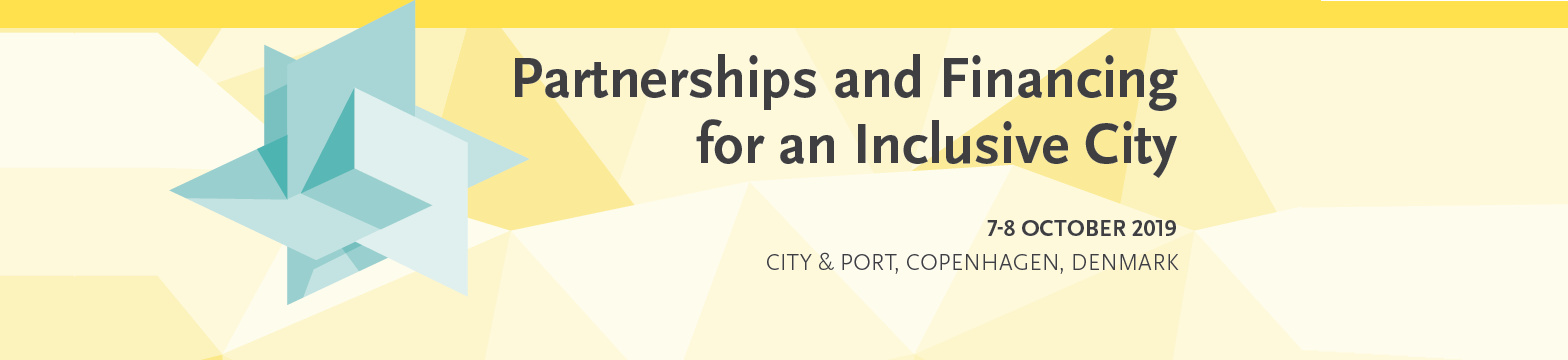 Partnerships and Financing
for an Inclusive City
7-8 OCTOBER 2019
CITY & PORT, COPENHAGEN, DENMARK